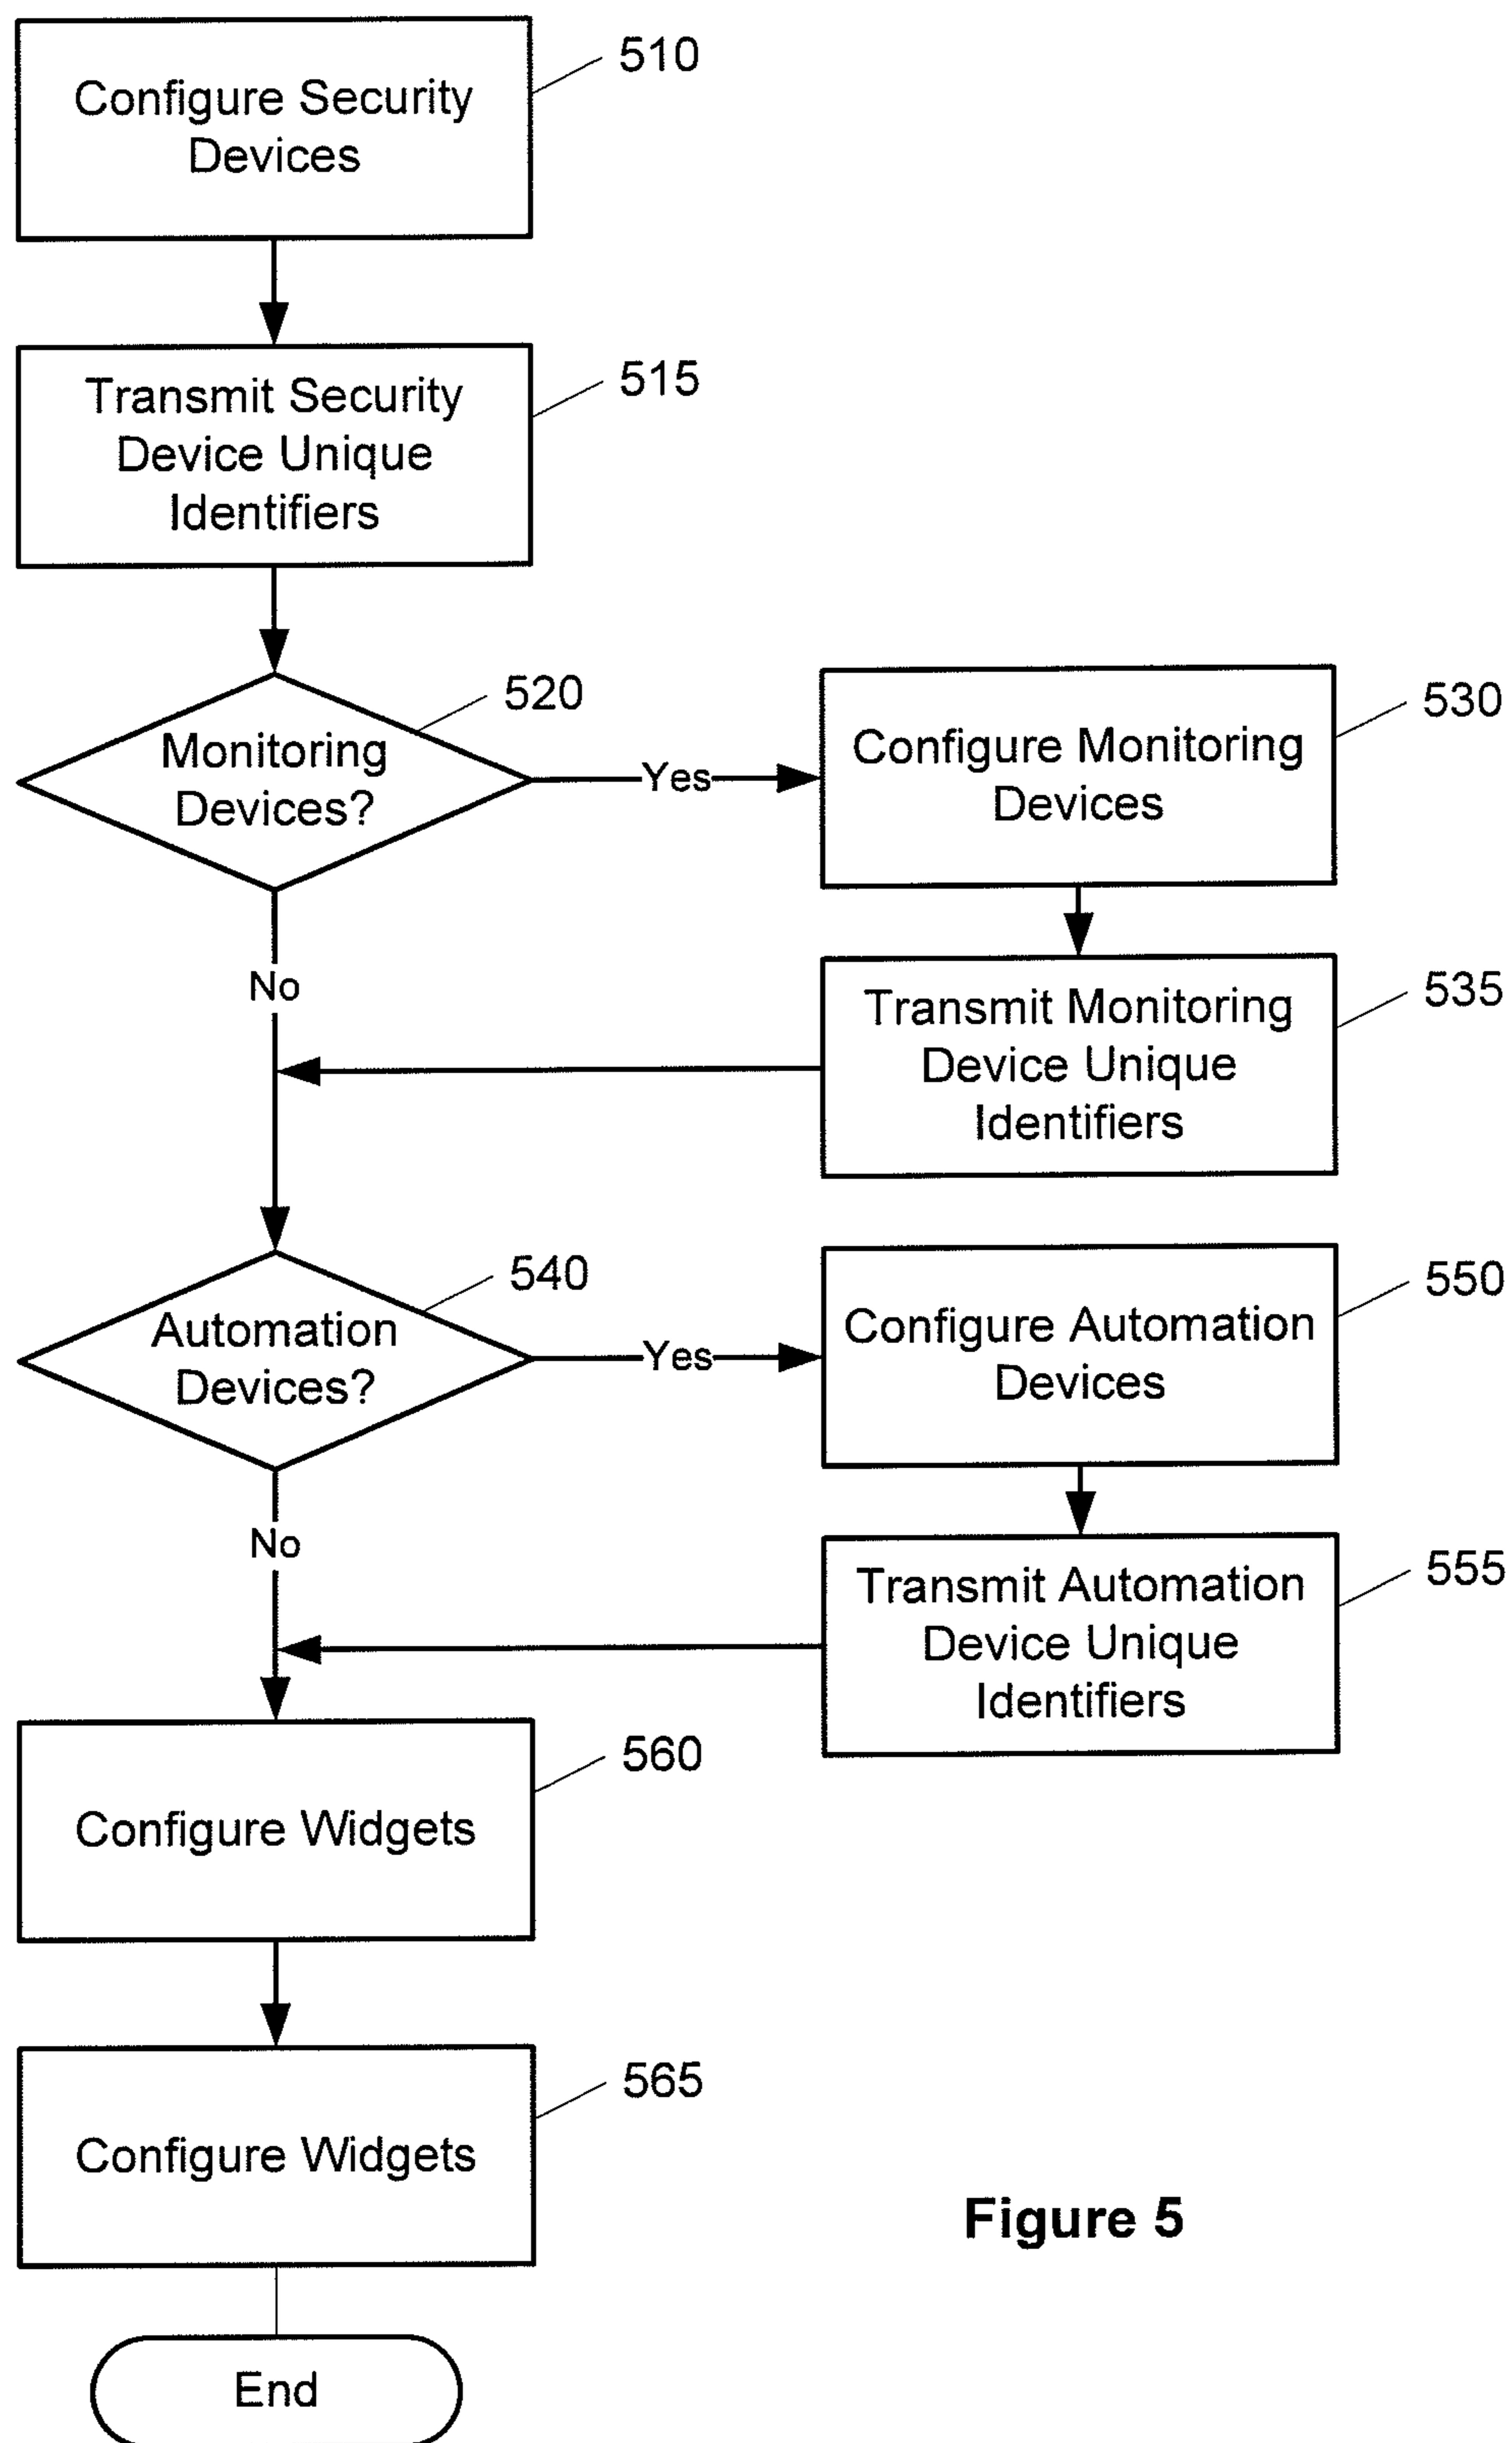 510
Configure Security
Devices
515
Transmit Security
Device Unique
Identifiers
520
Monitoring
Devices?
Yes
530
Configure Monitoring
Devices
No
535
Transmit Monitoring
Device Unique
Identifiers
540
Automation
Devices?
Yes
550
Configure Automation
Devices
No
555
Transmit Automation
Device Unique
Identifiers
560
Configure Widgets
565
Configure Widgets
Figure 5
End